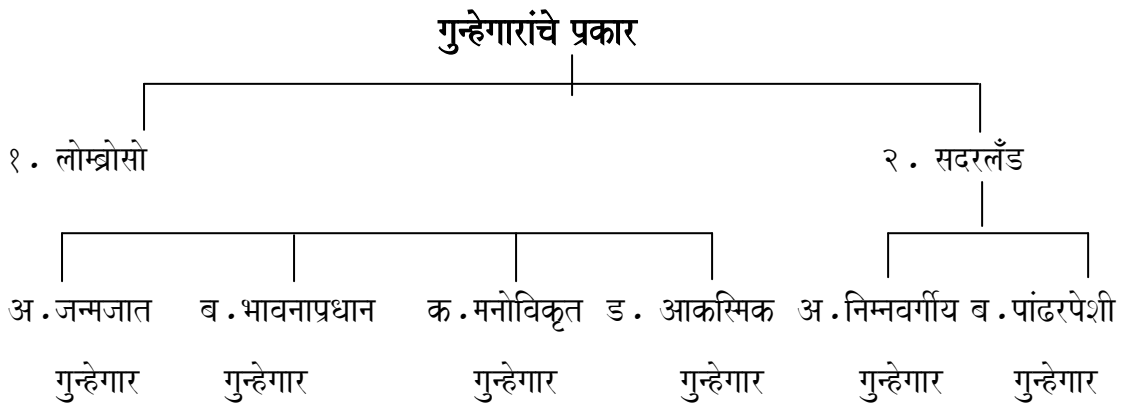 गुन्हेगारांचे प्रकार
१. लोम्ब्रोसो २. सदरलँड
अ.जन्मजात ब.भावनाप्रधान क.मनोविकृत ड. आकस्मिक अ.निम्नवर्गीय ब.पांढरपेशी
गुन्हेगार गुन्हेगार गुन्हेगार गुन्हेगार गुन्हेगार गुन्हेगार